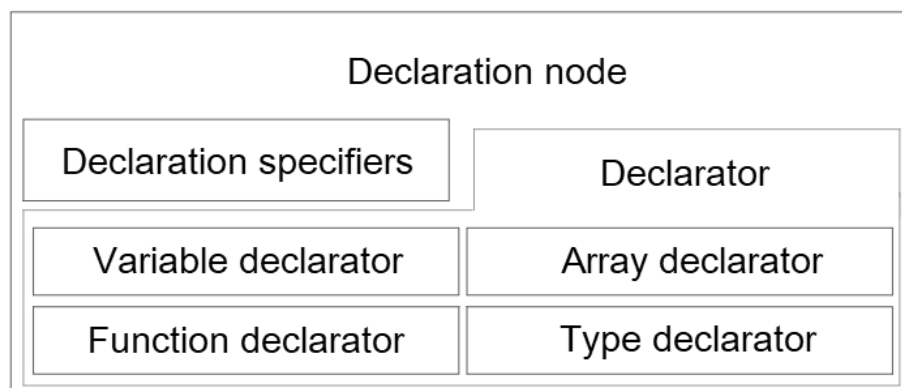 Declaration node
Declaration specifiers
Declarator
Variable declarator
Array declarator
Function declarator
Type declarator